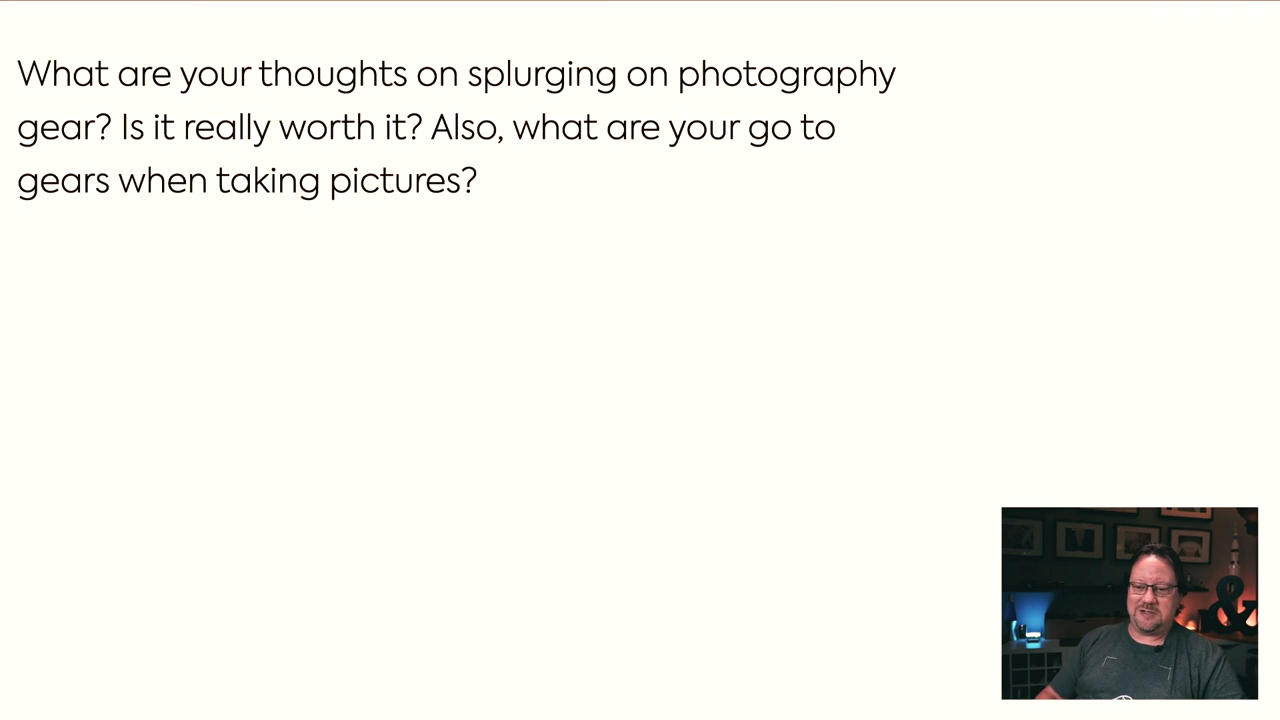 What are your thoughts on splurging on photography
gear? Is it really worth it? Also, what are your go to
gears when taking pictures?
&